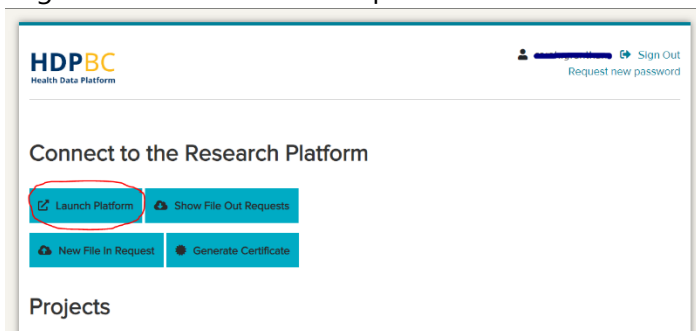 HDPBC
Health Data Platform
Sign Out
Request new password
Connect to the Research Platform
Launch Platform
Show File Out Requests
New File In Request
Generate Certificate
Projects